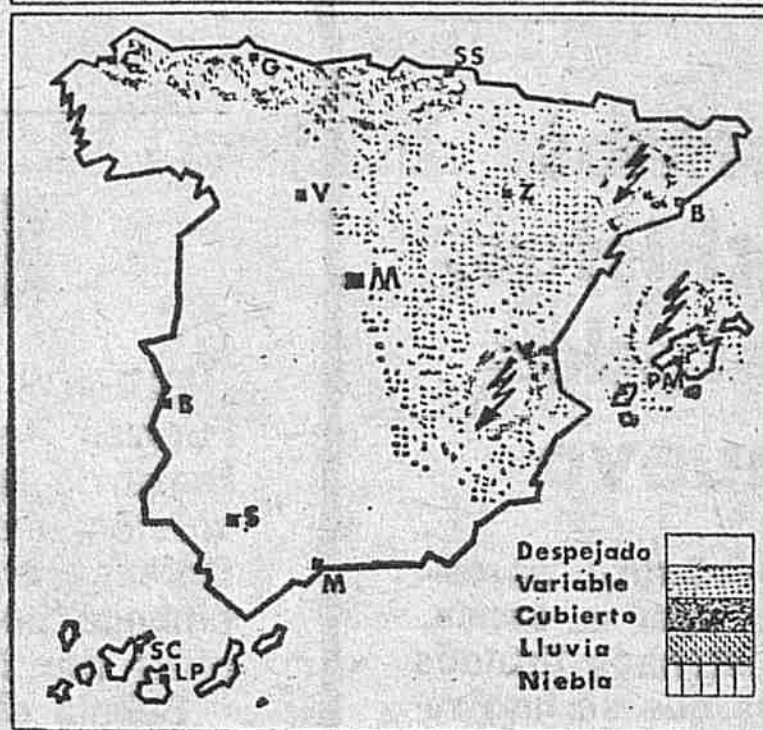 C G SS
V Z B
M
V
PM
B
S
M
SC
LP
Despejado
Variable
Cubierto
Lluvia
Niebla